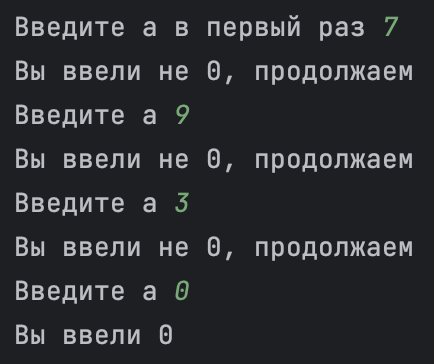 Введите а в первый раз 7
Вы ввели не 0, продолжаем
Введите а 9
Вы ввели не 0, продолжаем
Введите а 3
Вы ввели не 0, продолжаем
Введите а 0
Вы ввели 0